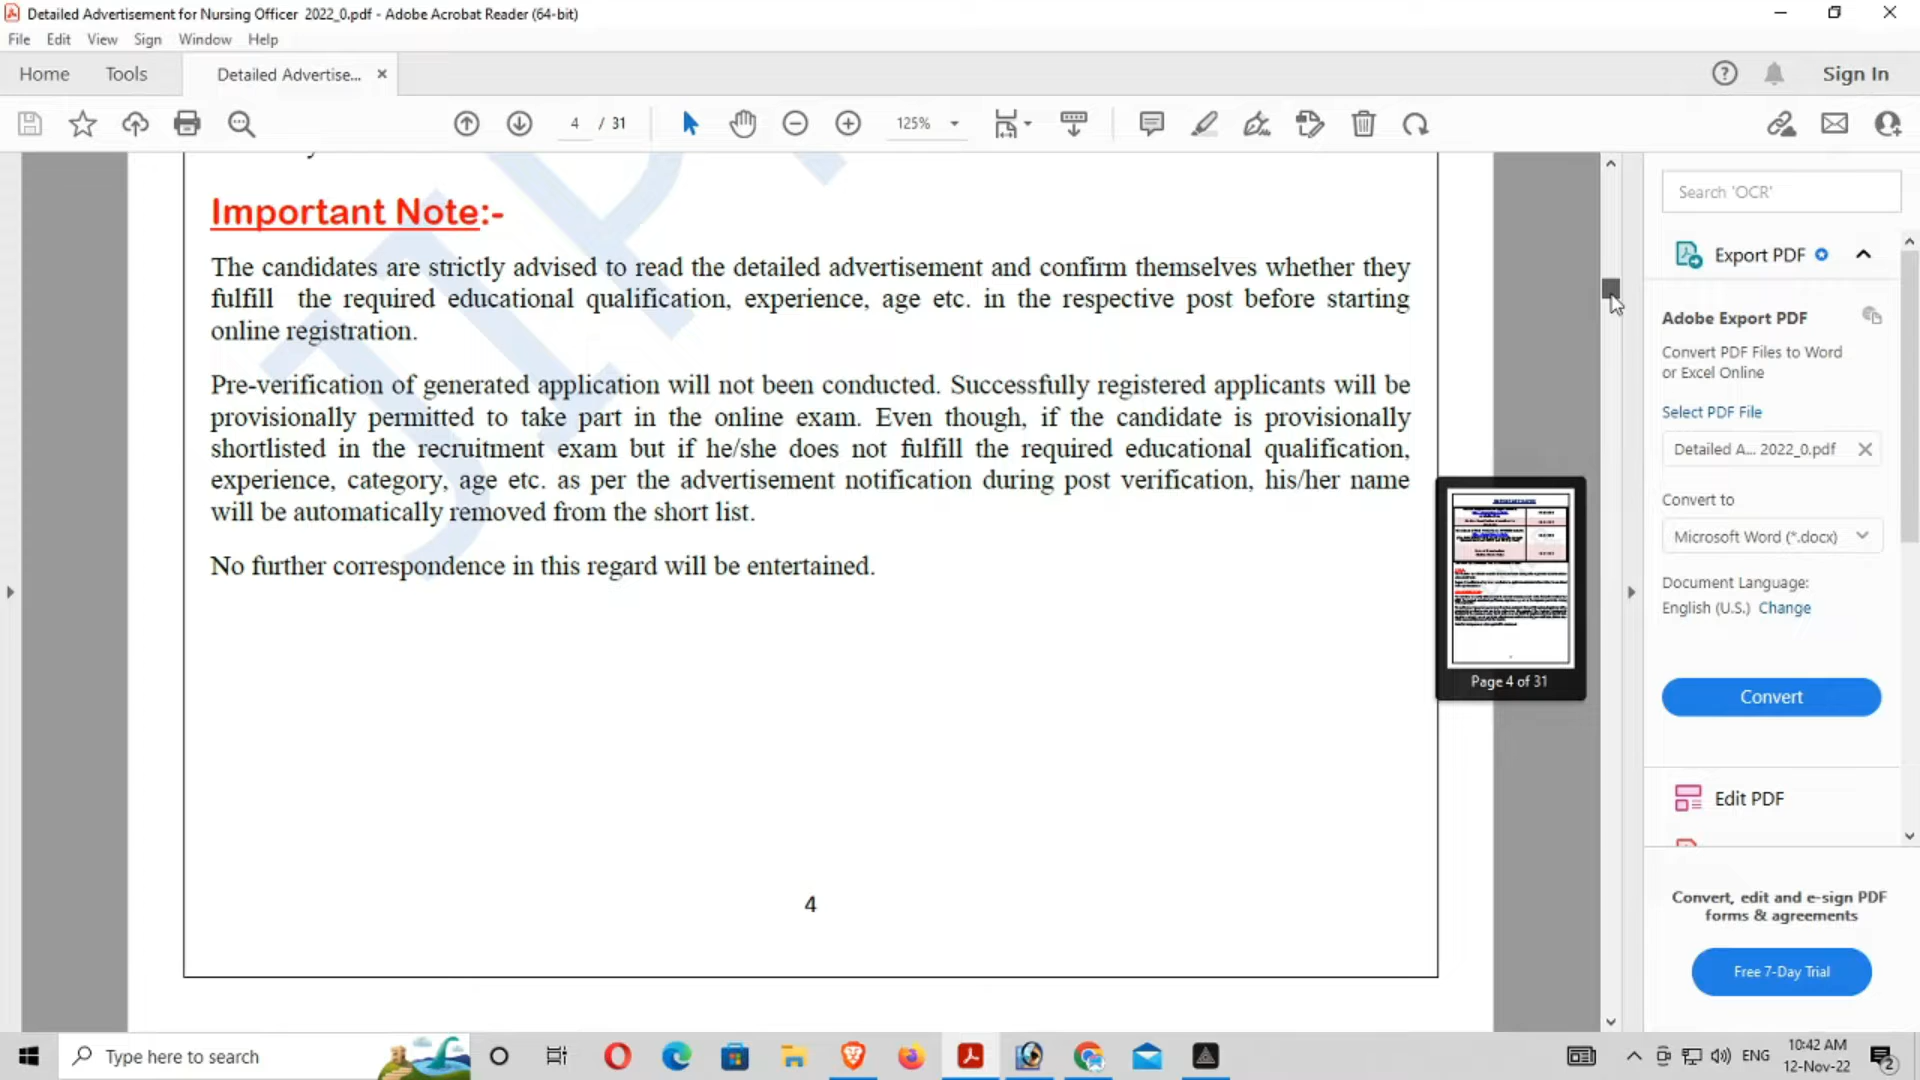 Detailed Advertisement for Nursing Officer 2022_0.pdf - Adobe Acrobat Reader (64-bit)
File Edit View Sign Window Help
Home Tools Detailed Advertise... Sign In
4 / 31 125%
Important Note:-
The candidates are strictly advised to read the detailed advertisement and confirm themselves whether they
fulfill the required educational qualification, experience, age etc. in the respective post before starting
online registration.
Pre-verification of generated application will not been conducted. Successfully registered applicants will be
provisionally permitted to take part in the online exam. Even though, if the candidate is provisionally
shortlisted in the recruitment exam but if he/she does not fulfill the required educational qualification,
experience, category, age etc. as per the advertisement notification during post verification, his/her name
will be automatically removed from the short list.
No further correspondence in this regard will be entertained.
4
Page 4 of 31
Search 'OCR'
Export PDF
Adobe Export PDF
Convert PDF Files to Word
or Excel Online
Select PDF File
Detailed A... 2022_0.pdf
Convert to
Microsoft Word (*.docx)
Document Language:
English (U.S.) Change
Convert
Edit PDF
Convert, edit and e-sign PDF
forms & agreements
Free 7-Day Trial
Type here to search
ENG
10:42 AM
12-Nov-22
2